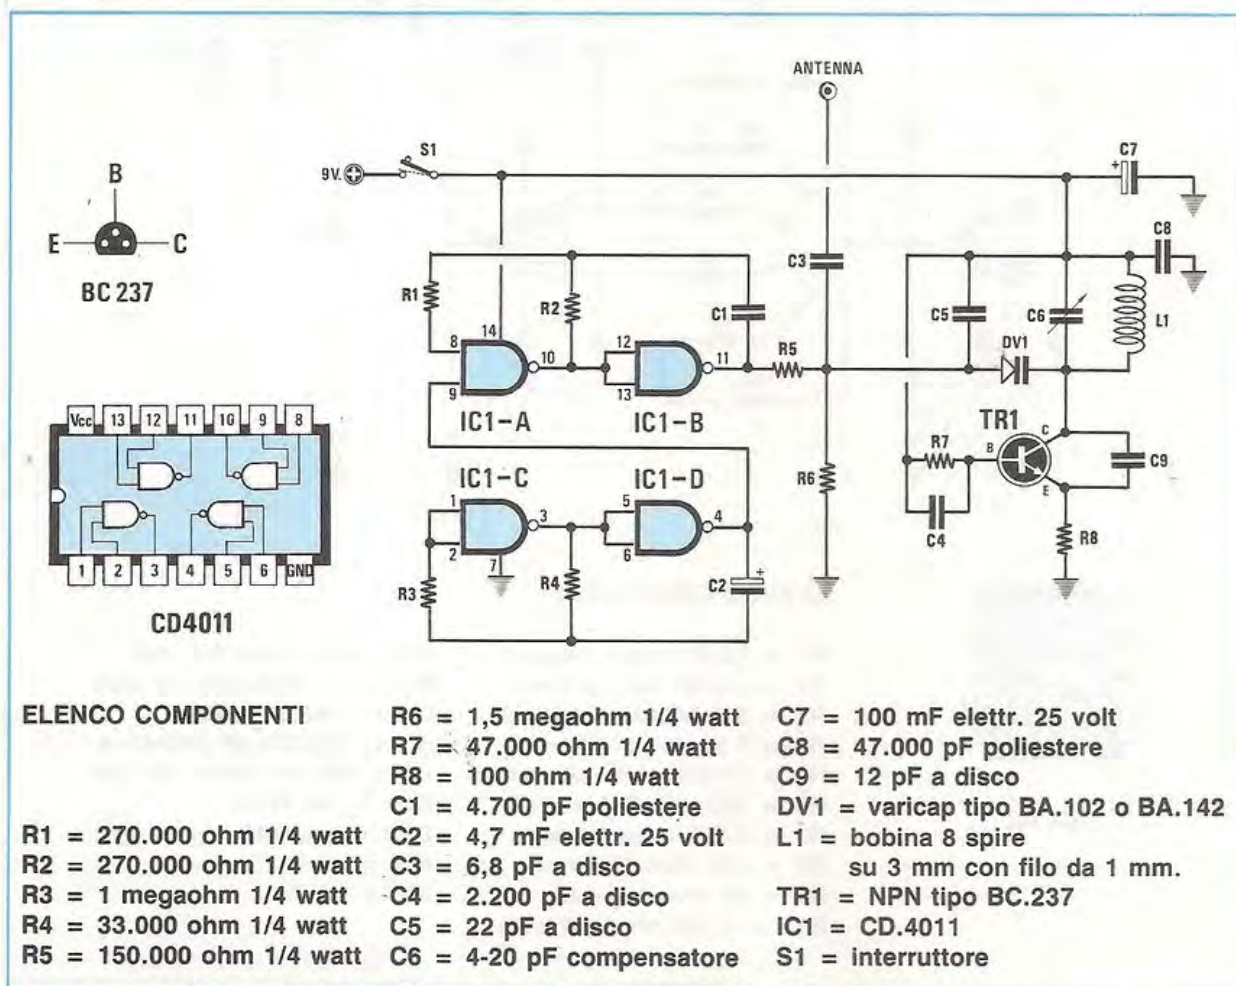 ANTENNA
S1
9V.
C7
+
B
E
C
BC 237
C8
C3
R1
R2
C1
C5
C6
L1
14
8
10
12
11
R5
DV1
9
13
IC1-A
IC1-B
TR1
C
Vcc 13 12 11 10 9 8
R7
B
C9
IC1-C
IC1-D
R6
E
1
3
5
4
2
6
C4
R8
7
R3
R4
C2
+
1 2 3 4 5 6 GND
CD4011
ELENCO COMPONENTI
R1 = 270.000 ohm 1/4 watt
R2 = 270.000 ohm 1/4 watt
R3 = 1 megaohm 1/4 watt
R4 = 33.000 ohm 1/4 watt
R5 = 150.000 ohm 1/4 watt
R6 = 1,5 megaohm 1/4 watt
R7 = 47.000 ohm 1/4 watt
R8 = 100 ohm 1/4 watt
C1 = 4.700 pF poliestere
C2 = 4,7 mF elettr. 25 volt
C3 = 6,8 pF a disco
C4 = 2.200 pF a disco
C5 = 22 pF a disco
C6 = 4-20 pF compensatore
C7 = 100 mF elettr. 25 volt
C8 = 47.000 pF poliestere
C9 = 12 pF a disco
DV1 = varicap tipo BA.102 o BA.142
L1 = bobina 8 spire
su 3 mm con filo da 1 mm.
TR1 = NPN tipo BC.237
IC1 = CD.4011
S1 = interruttore